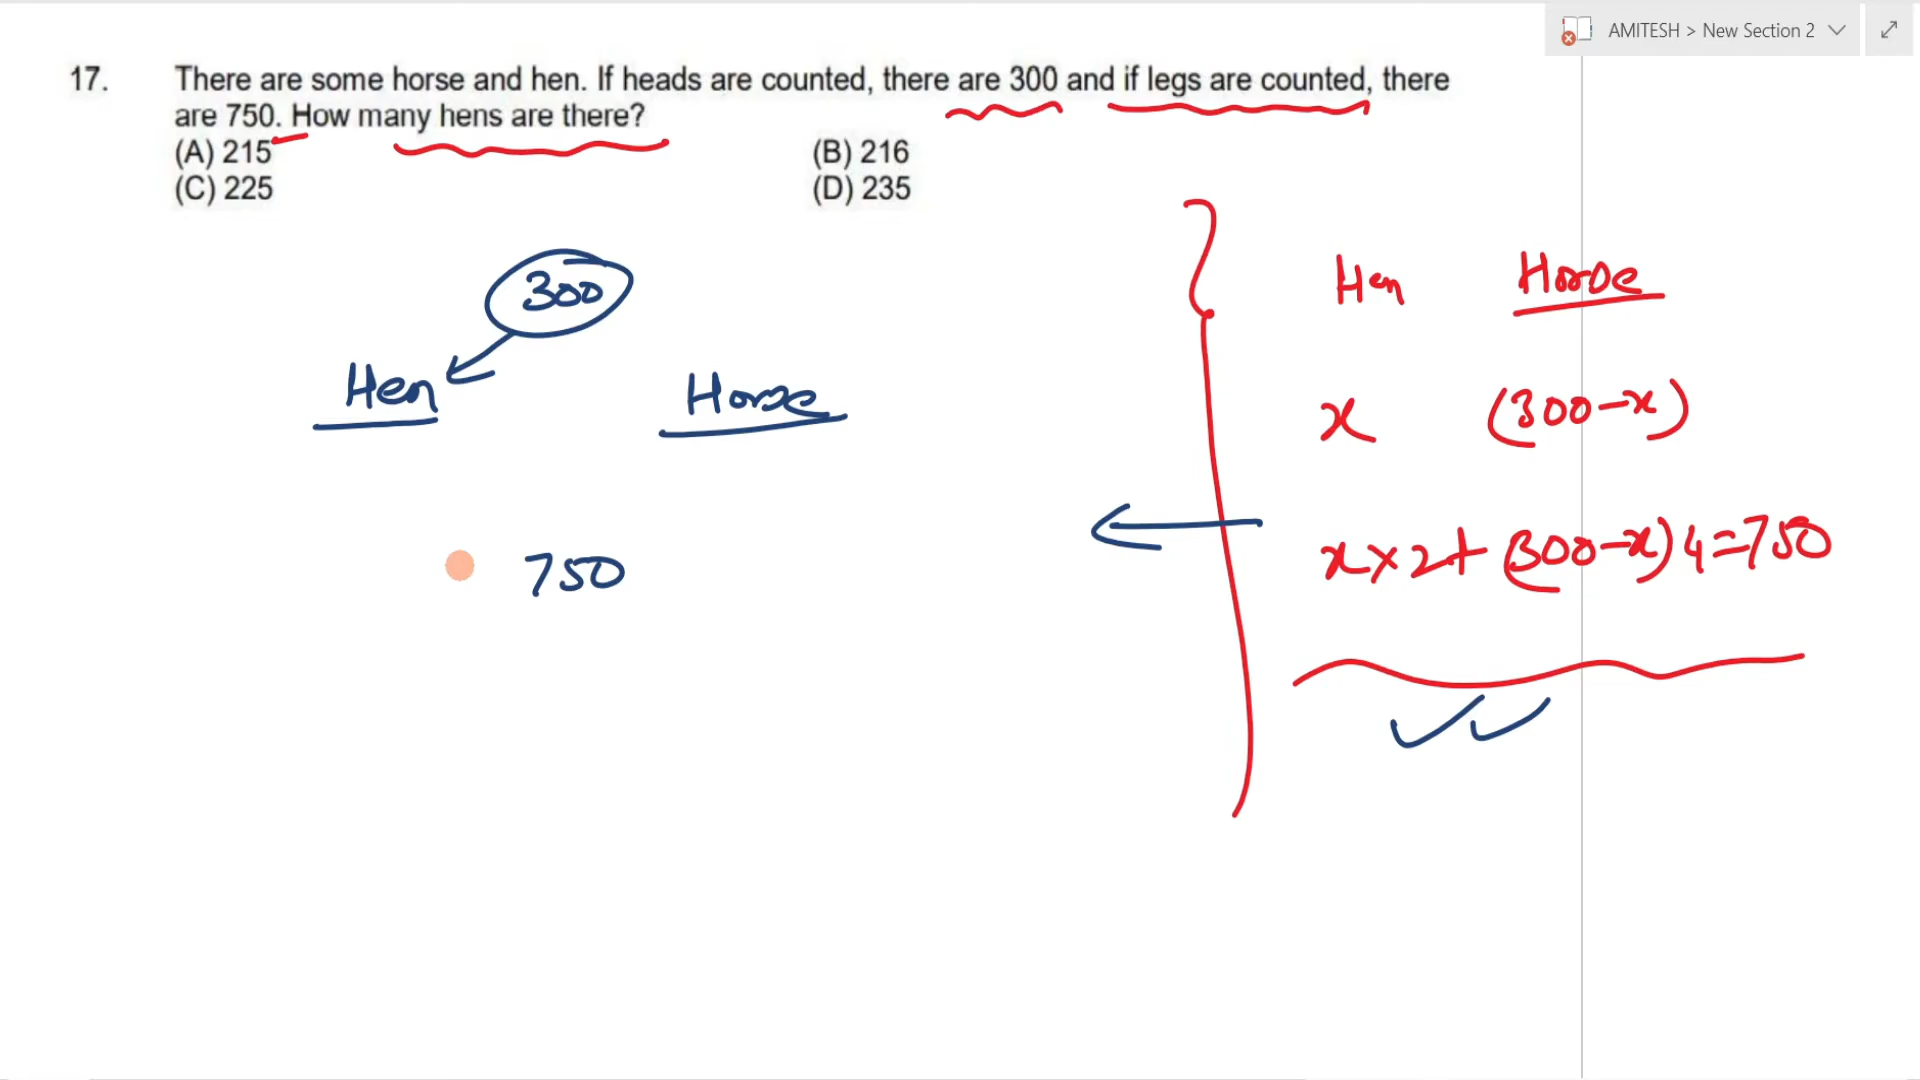 AMITESH > New Section 2
17. There are some horse and hen. If heads are counted, there are 300 and if legs are counted, there
are 750. How many hens are there?
(A) 215 (B) 216
(C) 225 (D) 235
300
Hen Horse
750
Hen Horse
x (300-x)
x×2+(300-x)4=750